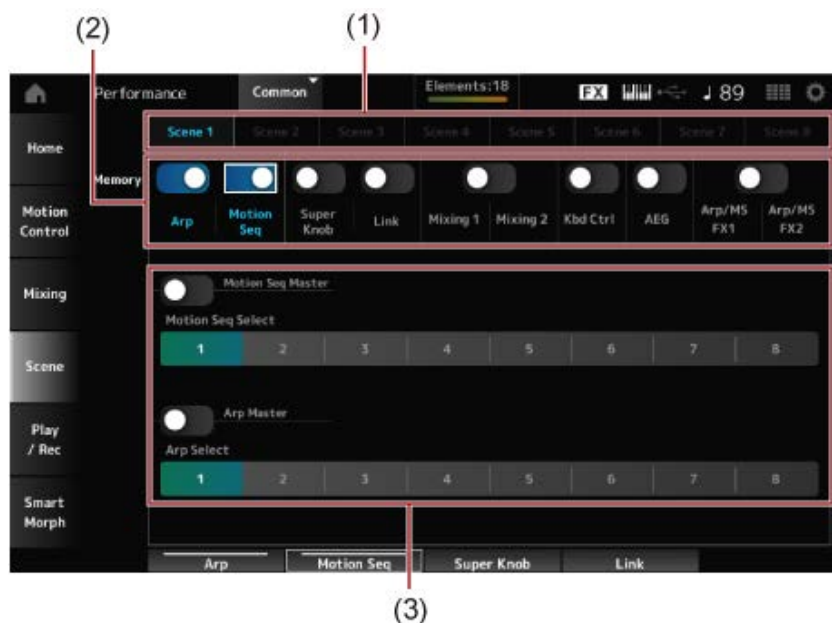 (2) (1)
Performance Common Elements:18 FX ♩ 89
Home
Scene 1 Scene 2 Scene 3 Scene 4 Scene 5 Scene 6 Scene 7 Scene 8
Memory
Arp Motion Seq Super Knob Link Mixing 1 Mixing 2 Kbd Ctrl AEG Arp/MS FX1 Arp/MS FX2
Motion Control
Mixing
Motion Seq Master
Motion Seq Select
1 2 3 4 5 6 7 8
Scene
Arp Master
Play / Rec
Arp Select
1 2 3 4 5 6 7 8
Smart Morph
Arp Motion Seq Super Knob Link
(3)